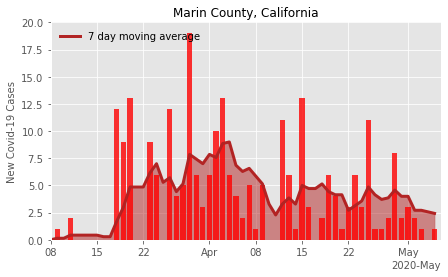 Marin County, California
7 day moving average
New Covid-19 Cases
20.0
17.5
15.0
12.5
10.0
7.5
5.0
2.5
0.0
08 15 22 Apr 08 15 22 May
2020-May